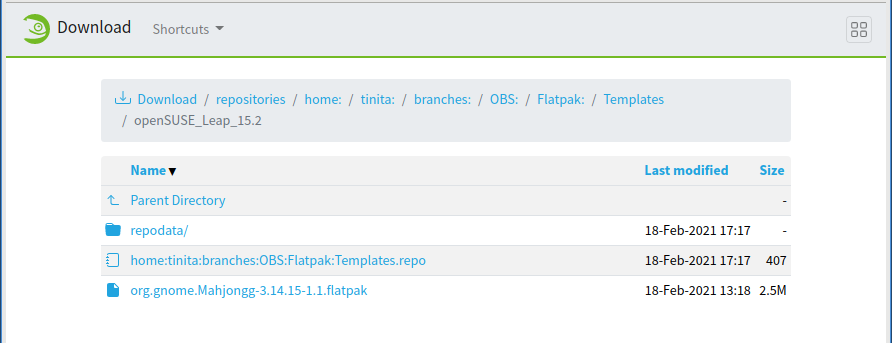 Download Shortcuts
Download / repositories / home: / tinita: / branches: / OBS: / Flatpak: / Templates
/ openSUSE_Leap_15.2
Name Last modified Size
Parent Directory -
repodata/ 18-Feb-2021 17:17 -
home:tinita:branches:OBS:Flatpak:Templates.repo 18-Feb-2021 17:17 407
org.gnome.Mahjongg-3.14.15-1.1.flatpak 18-Feb-2021 13:18 2.5M